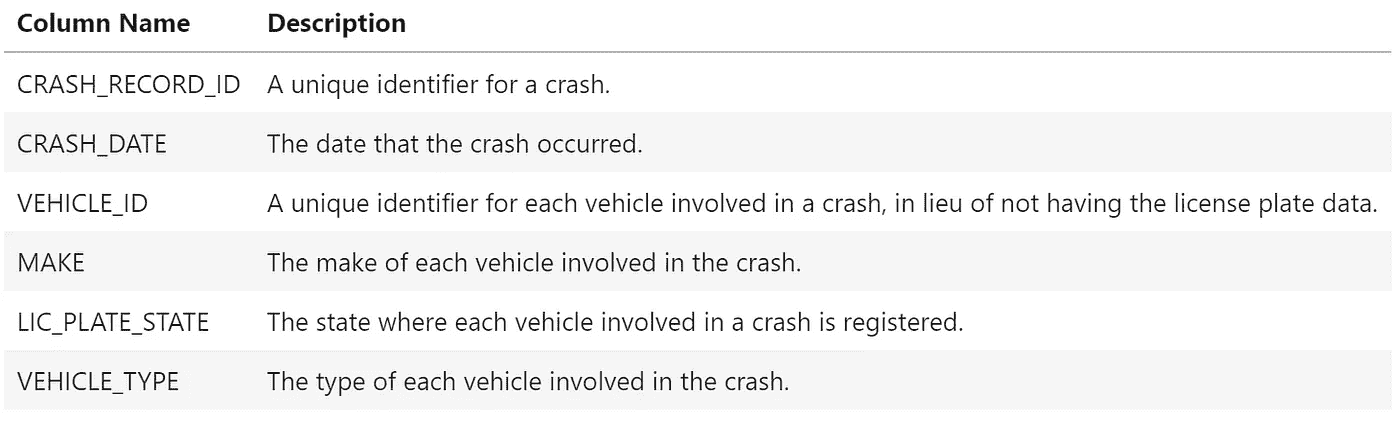 Column Name Description
CRASH_RECORD_ID A unique identifier for a crash.
CRASH_DATE The date that the crash occurred.
VEHICLE_ID A unique identifier for each vehicle involved in a crash, in lieu of not having the license plate data.
MAKE The make of each vehicle involved in the crash.
LIC_PLATE_STATE The state where each vehicle involved in a crash is registered.
VEHICLE_TYPE The type of each vehicle involved in the crash.